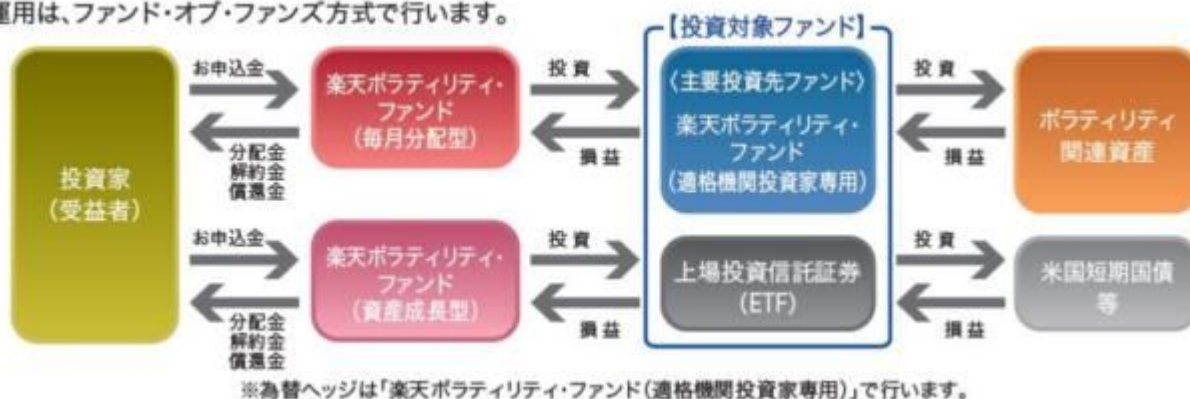 運用は、ファンド・オブ・ファンズ方式で行います。
【投資対象ファンド】
投資家
（受益者）
お申込金
分配金
解約金
償還金
楽天ボラティリティ・
ファンド
（毎月分配型）
投資
損益
〈主要投資先ファンド〉
楽天ボラティリティ・
ファンド
（適格機関投資家専用）
投資
損益
ボラティリティ
関連資産
お申込金
分配金
解約金
償還金
楽天ボラティリティ・
ファンド
（資産成長型）
投資
損益
上場投資信託証券
（ETF）
投資
損益
米国短期国債
等
※為替ヘッジは「楽天ボラティリティ・ファンド（適格機関投資家専用）」で行います。